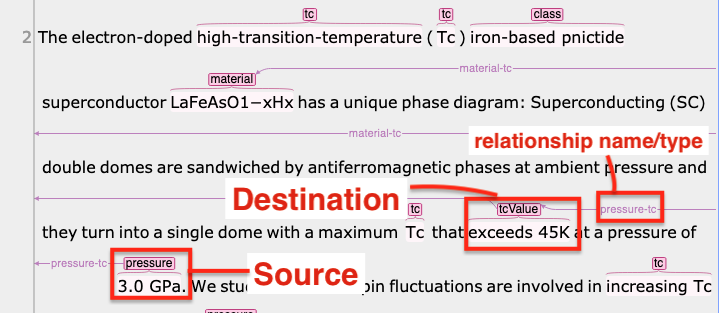 tc tc class
2 The electron-doped high-transition-temperature ( Tc ) iron-based pnictide
material material-tc
superconductor LaFeAsO1−xHx has a unique phase diagram: Superconducting (SC)
material-tc relationship name/type
double domes are sandwiched by antiferromagnetic phases at ambient pressure and
Destination tc tcValue pressure-tc
they turn into a single dome with a maximum Tc that exceeds 45K at a pressure of
pressure-tc pressure Source tc
3.0 GPa. We fluctuations are involved in increasing Tc
pressure